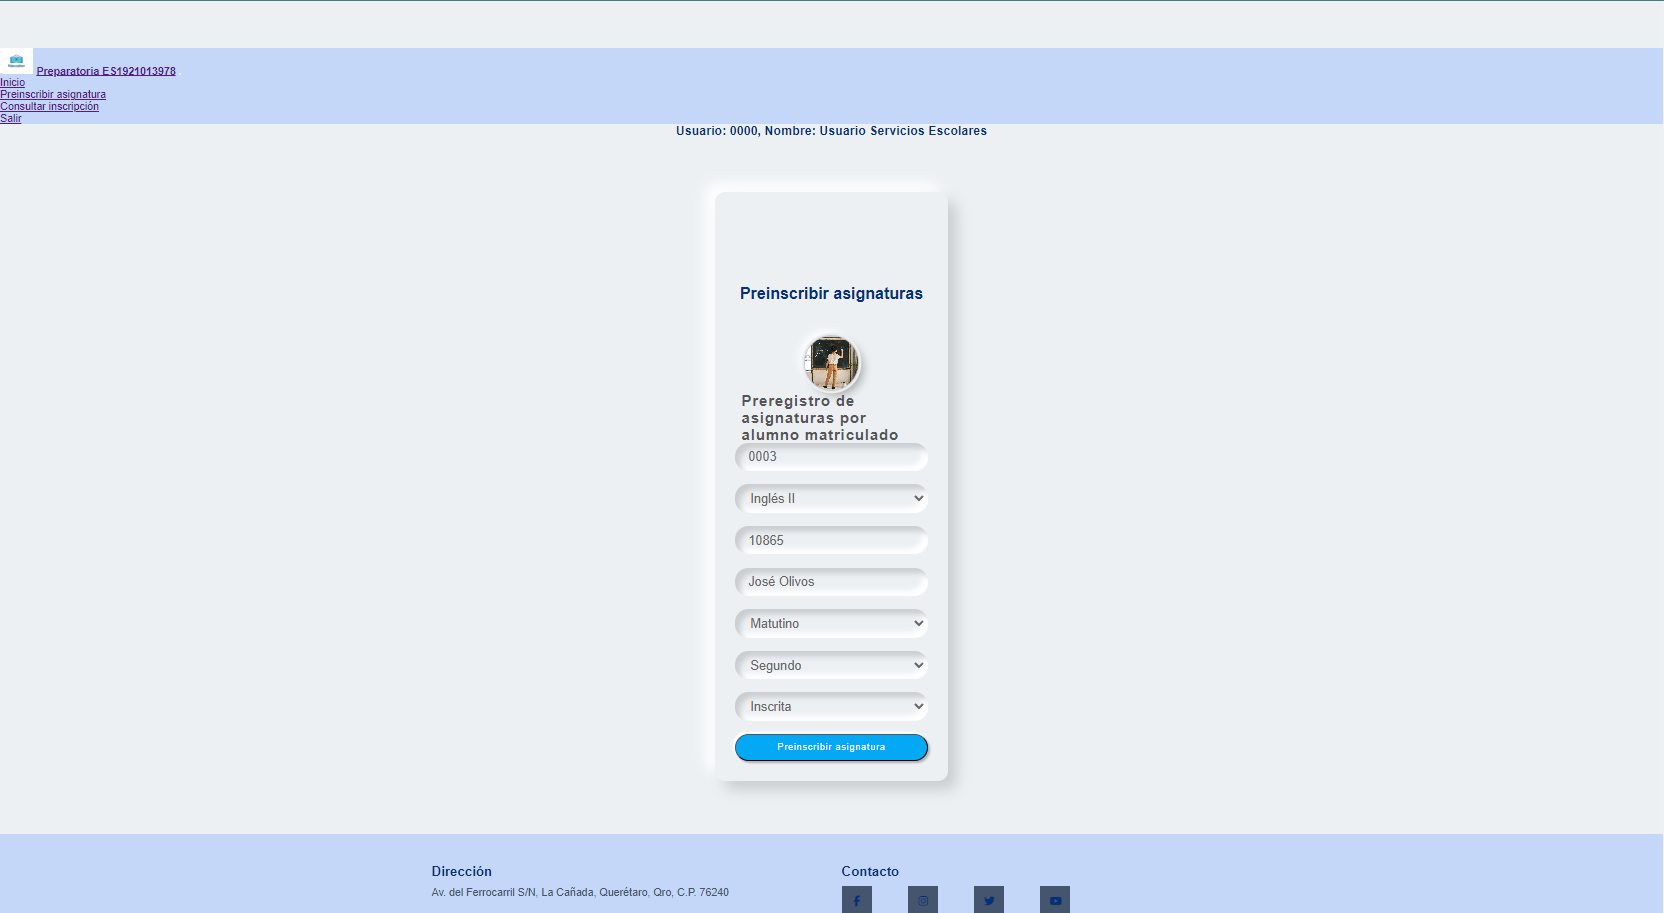 Preparatoria ES1921013978
Inicio
Preinscribir asignatura
Consultar inscripción
Salir
Usuario: 0000, Nombre: Usuario Servicios Escolares
Preinscribir asignaturas
Preregistro de
asignaturas por
alumno matriculado
0003
Inglés II
10865
José Olivos
Matutino
Segundo
Inscrita
Preinscribir asignatura
Dirección
Av. del Ferrocarril S/N, La Cañada, Querétaro, Qro, C.P. 76240
Contacto